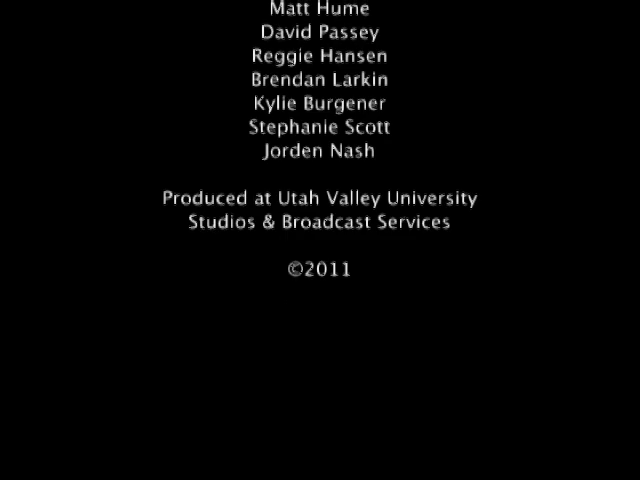 Matt Hume
David Passey
Reggie Hansen
Brendan Larkin
Kylie Burgener
Stephanie Scott
Jorden Nash
Produced at Utah Valley University
Studios & Broadcast Services
©2011